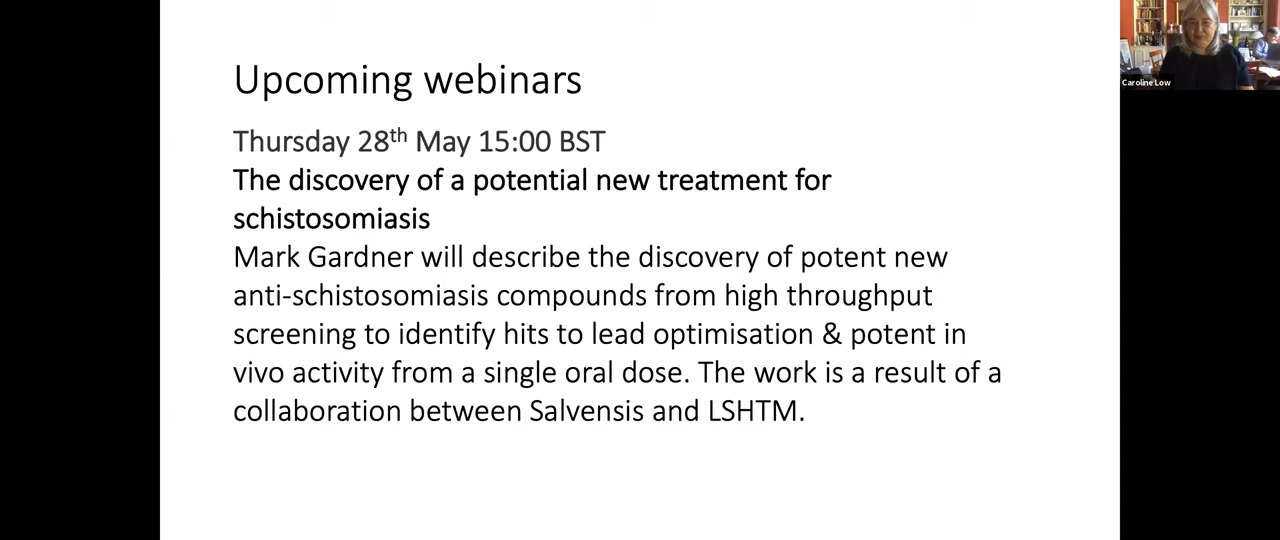 Upcoming webinars
Thursday 28th May 15:00 BST
The discovery of a potential new treatment for
schistosomiasis
Mark Gardner will describe the discovery of potent new
anti-schistosomiasis compounds from high throughput
screening to identify hits to lead optimisation & potent in
vivo activity from a single oral dose. The work is a result of a
collaboration between Salvensis and LSHTM.
Caroline Low